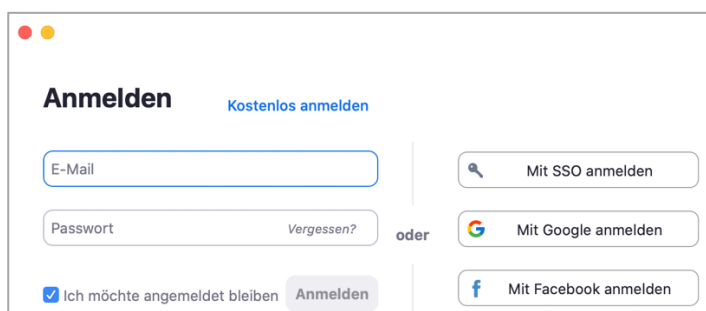 Anmelden
Kostenlos anmelden
E-Mail
Passwort
Vergessen?
Ich möchte angemeldet bleiben
Anmelden
oder
Mit SSO anmelden
Mit Google anmelden
Mit Facebook anmelden